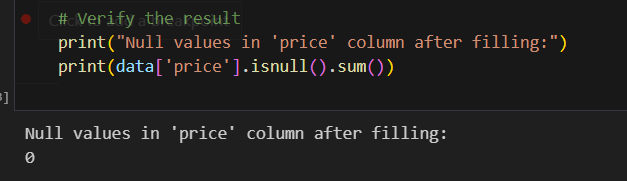 # Verify the result
print("Null values in 'price' column after filling:")
print(data['price'].isnull().sum())
]
Null values in 'price' column after filling:
0